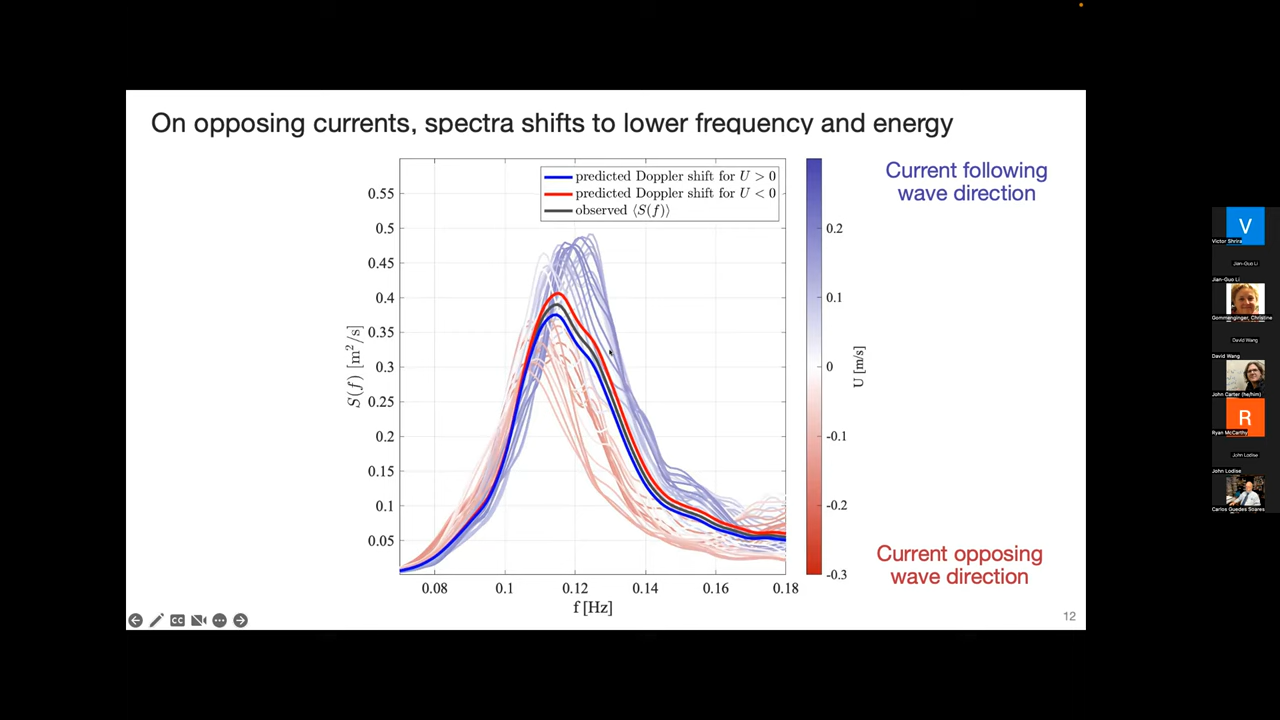 On opposing currents, spectra shifts to lower frequency and energy
predicted Doppler shift for U > 0
predicted Doppler shift for U < 0
observed ⟨S(f)⟩
0.55
0.5
0.45
0.4
0.35
0.3
0.25
0.2
0.15
0.1
0.05
S(f) [m²/s]
0.08
0.1
0.12
0.14
0.16
0.18
f [Hz]
0.2
0.1
0
-0.1
-0.2
-0.3
U [m/s]
Current following
wave direction
Current opposing
wave direction
CC
12
V
Victor Shrira
Jian-Guo Li
Jian-Guo Li
Gommenginger, Christine
David Wang
David Wang
John Carter (he/him)
R
Ryan McCarthy
John Lodise
John Lodise
Carlos Guedes Soares